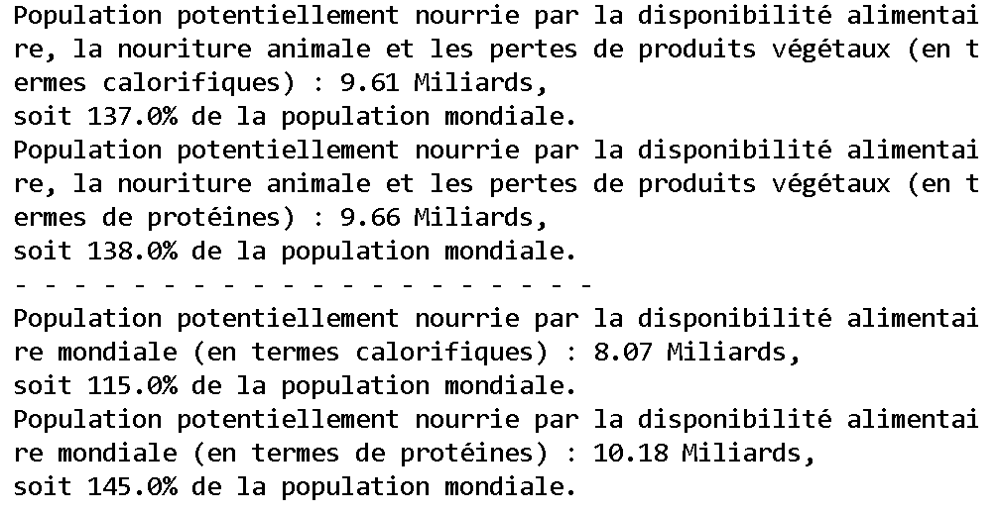 Population potentiellement nourrie par la disponibilité alimentai
re, la nouriture animale et les pertes de produits végétaux (en t
ermes calorifiques) : 9.61 Miliards,
soit 137.0% de la population mondiale.
Population potentiellement nourrie par la disponibilité alimentai
re, la nouriture animale et les pertes de produits végétaux (en t
ermes de protéines) : 9.66 Miliards,
soit 138.0% de la population mondiale.
- - - - - - - - - - - - - - - - - - - -
Population potentiellement nourrie par la disponibilité alimentai
re mondiale (en termes calorifiques) : 8.07 Miliards,
soit 115.0% de la population mondiale.
Population potentiellement nourrie par la disponibilité alimentai
re mondiale (en termes de protéines) : 10.18 Miliards,
soit 145.0% de la population mondiale.